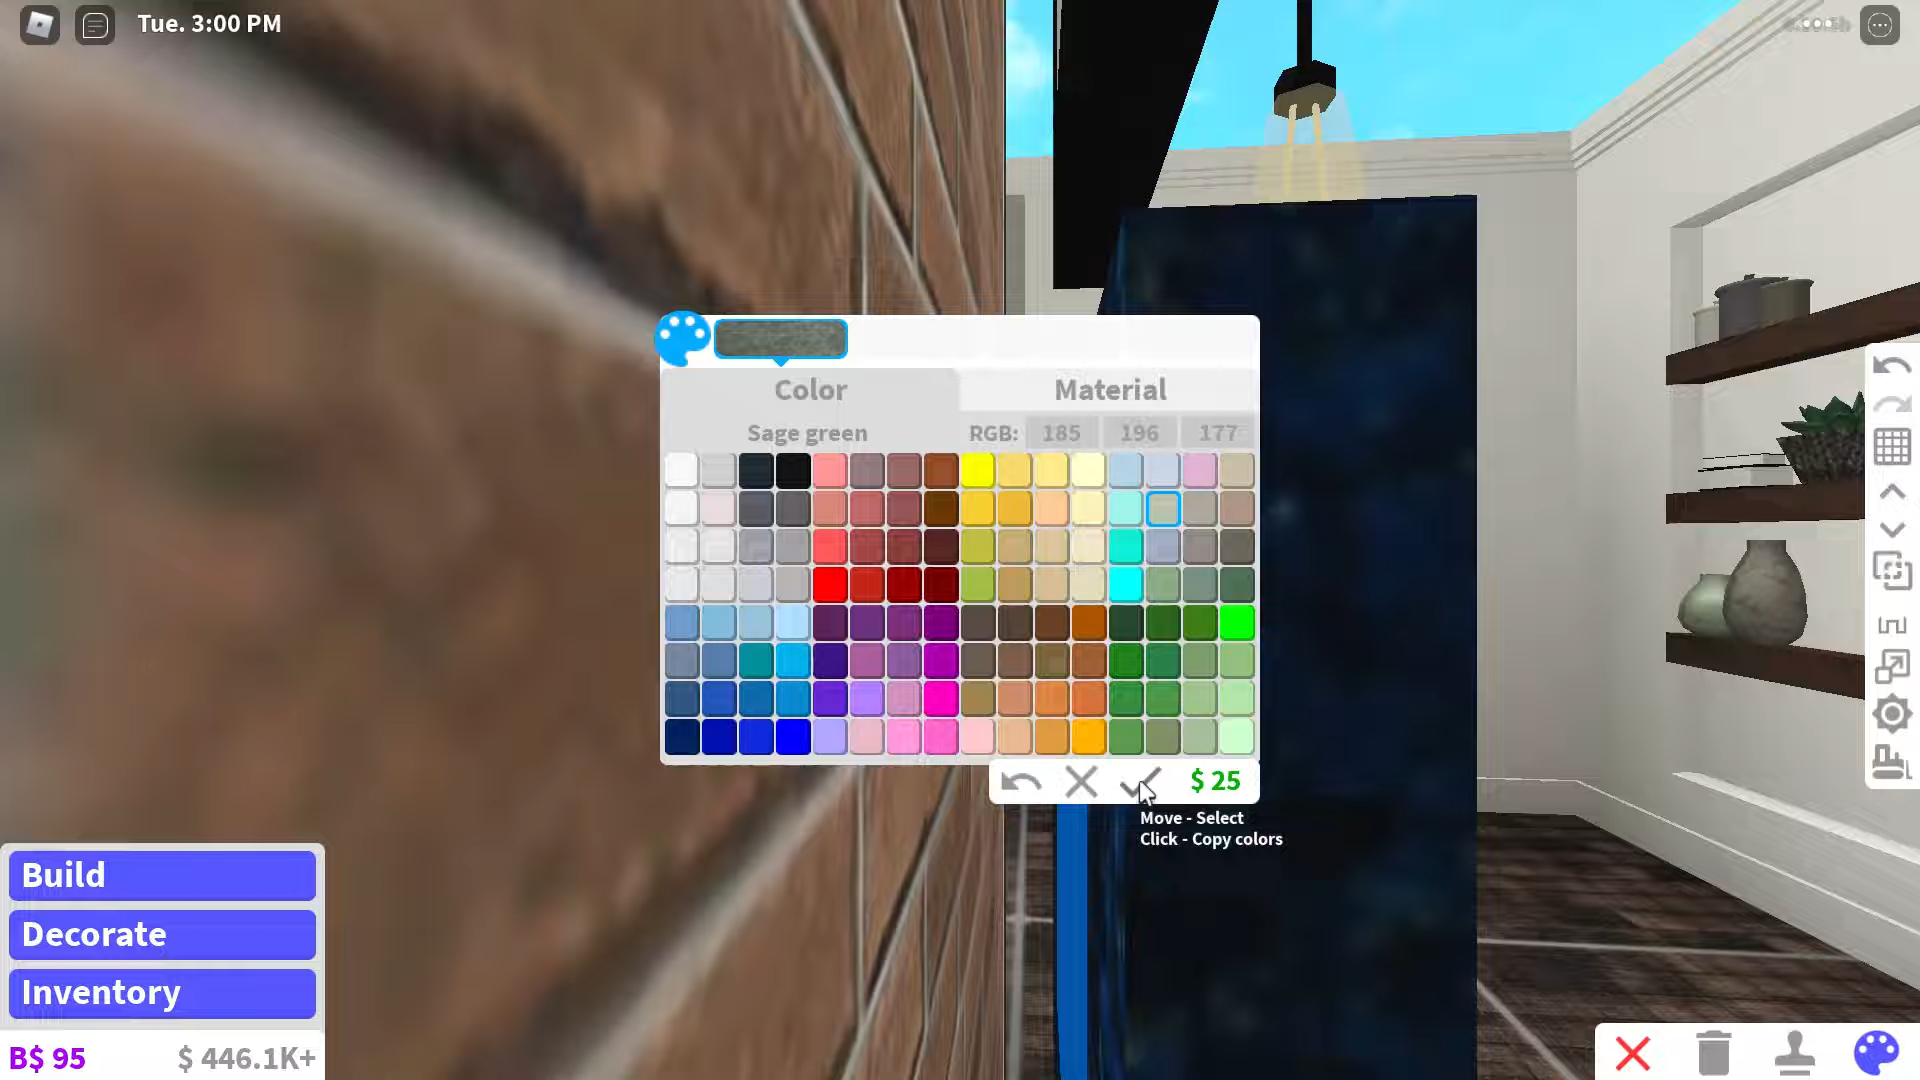 Tue. 3:00 PM
Color
Material
Sage green
RGB: 185 196 177
$ 25
Move - Select
Click - Copy colors
Build
Decorate
Inventory
B$ 95
$ 446.1K+